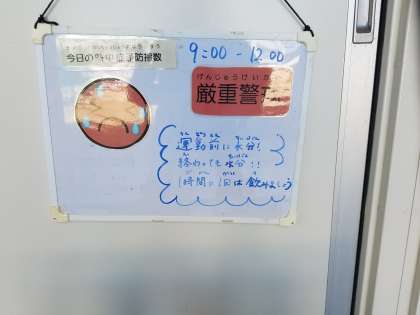 今日の熱中症予防指数
9:00 - 12:00
げんじゅうけいかい
厳重警戒
運動前に水分!
終わっても水分!!
1時間に1回は飲みましょう